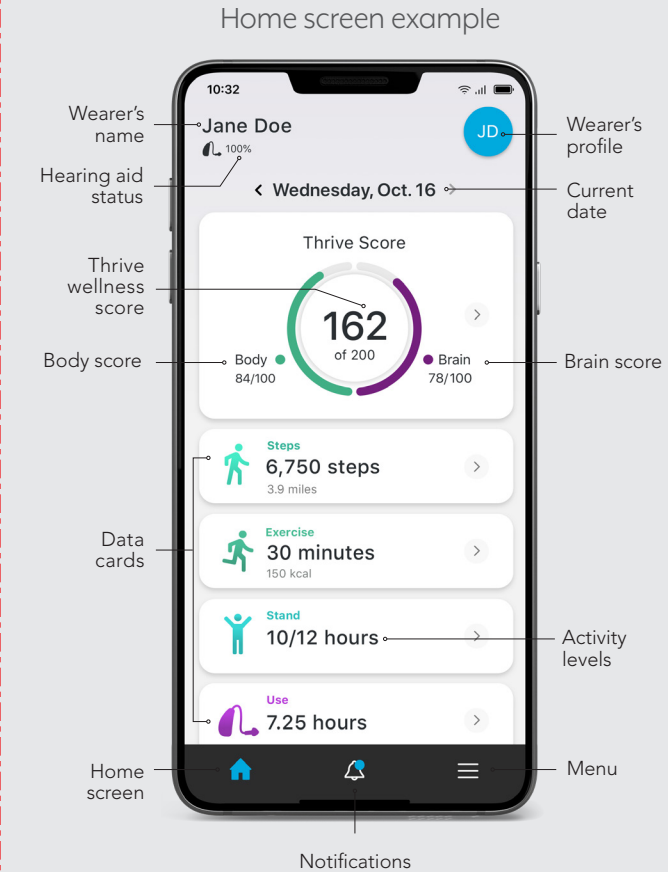 Home screen example
10:32
Wearer's
name
Jane Doe
JD
Wearer's
profile
100%
Hearing aid
status
< Wednesday, Oct. 16 >
Current
date
Thrive Score
Thrive
wellness
score
162
of 200
>
Body score
Body
84/100
Brain
78/100
Brain score
Steps
6,750 steps
3.9 miles
>
Data
cards
Exercise
30 minutes
150 kcal
>
Stand
10/12 hours
>
Activity
levels
Use
7.25 hours
>
Home
screen
Menu
Notifications